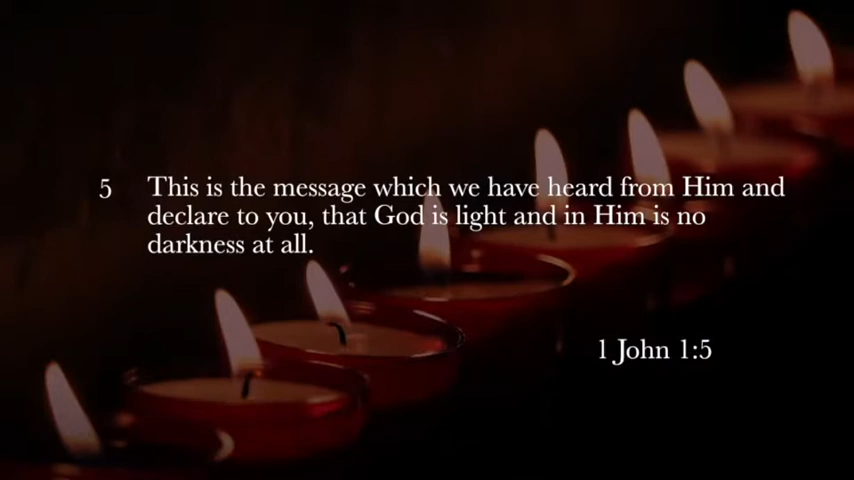 5 This is the message which we have heard from Him and
declare to you, that God is light and in Him is no
darkness at all.
1 John 1:5